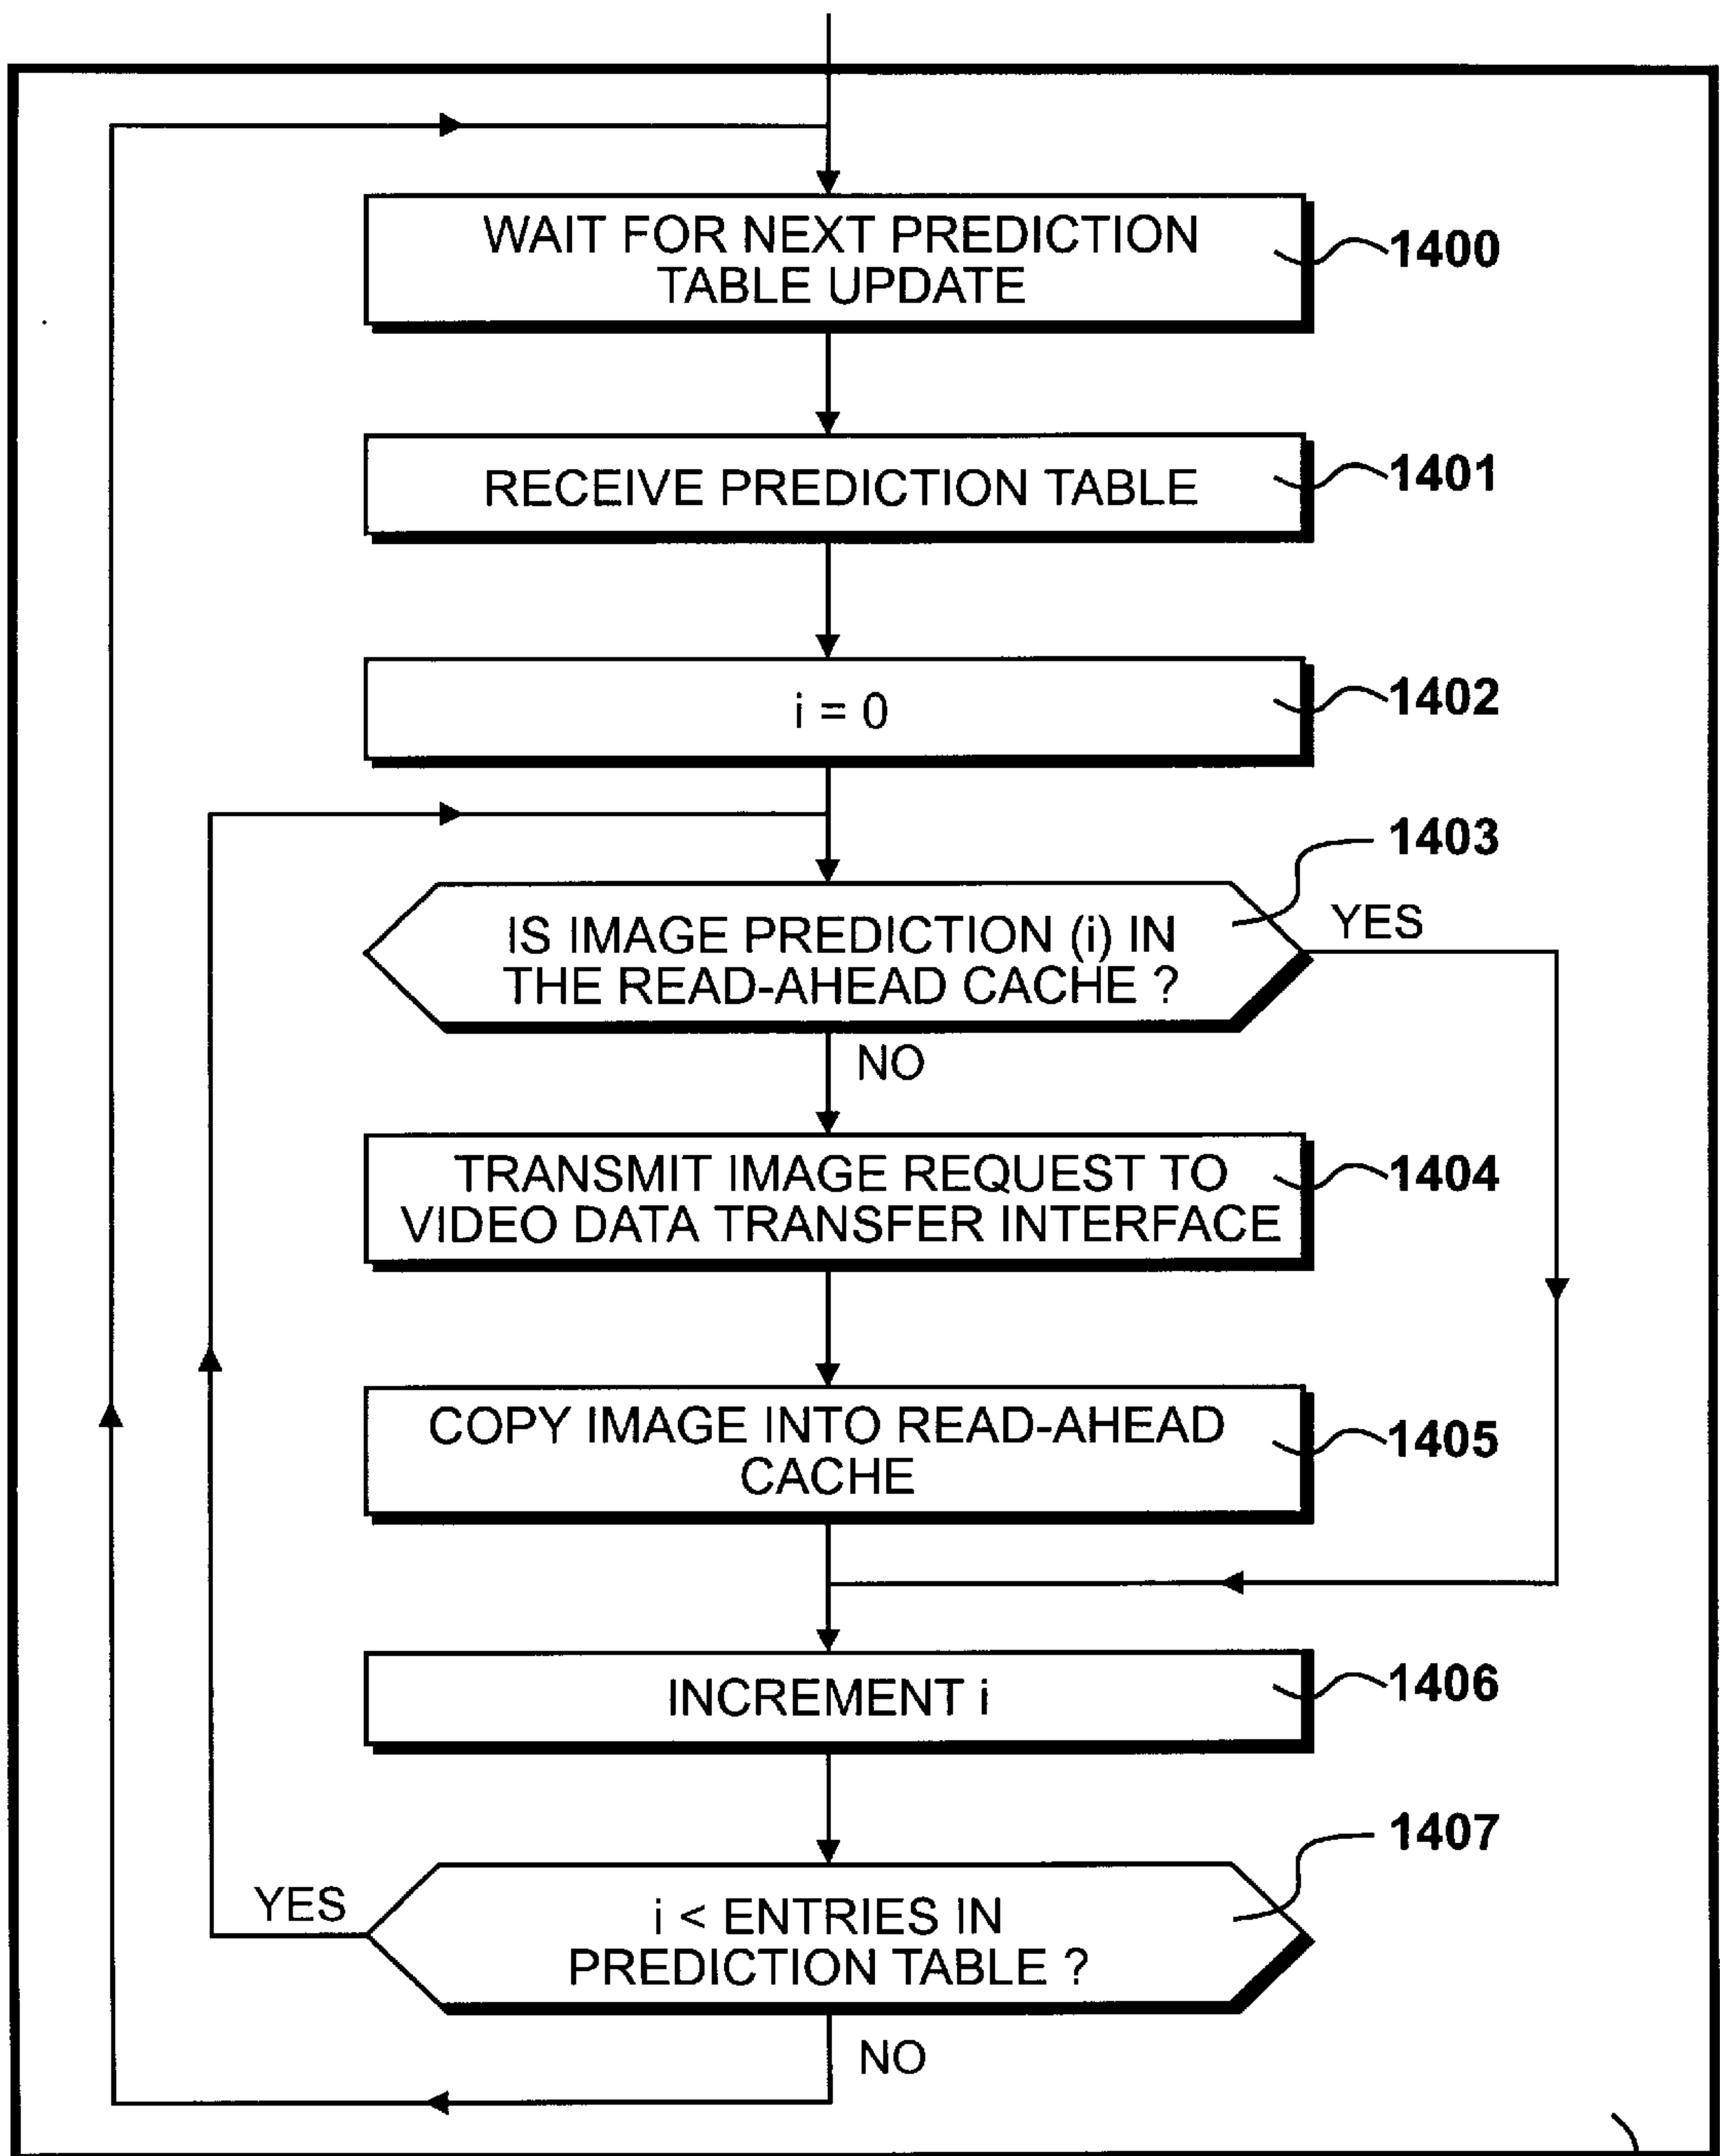 WAIT FOR NEXT PREDICTION
TABLE UPDATE
1400
RECEIVE PREDICTION TABLE
1401
i = 0
1402
1403
IS IMAGE PREDICTION (i) IN
THE READ-AHEAD CACHE ?
YES
NO
TRANSMIT IMAGE REQUEST TO
VIDEO DATA TRANSFER INTERFACE
1404
COPY IMAGE INTO READ-AHEAD
CACHE
1405
INCREMENT i
1406
1407
YES
i < ENTRIES IN
PREDICTION TABLE ?
NO